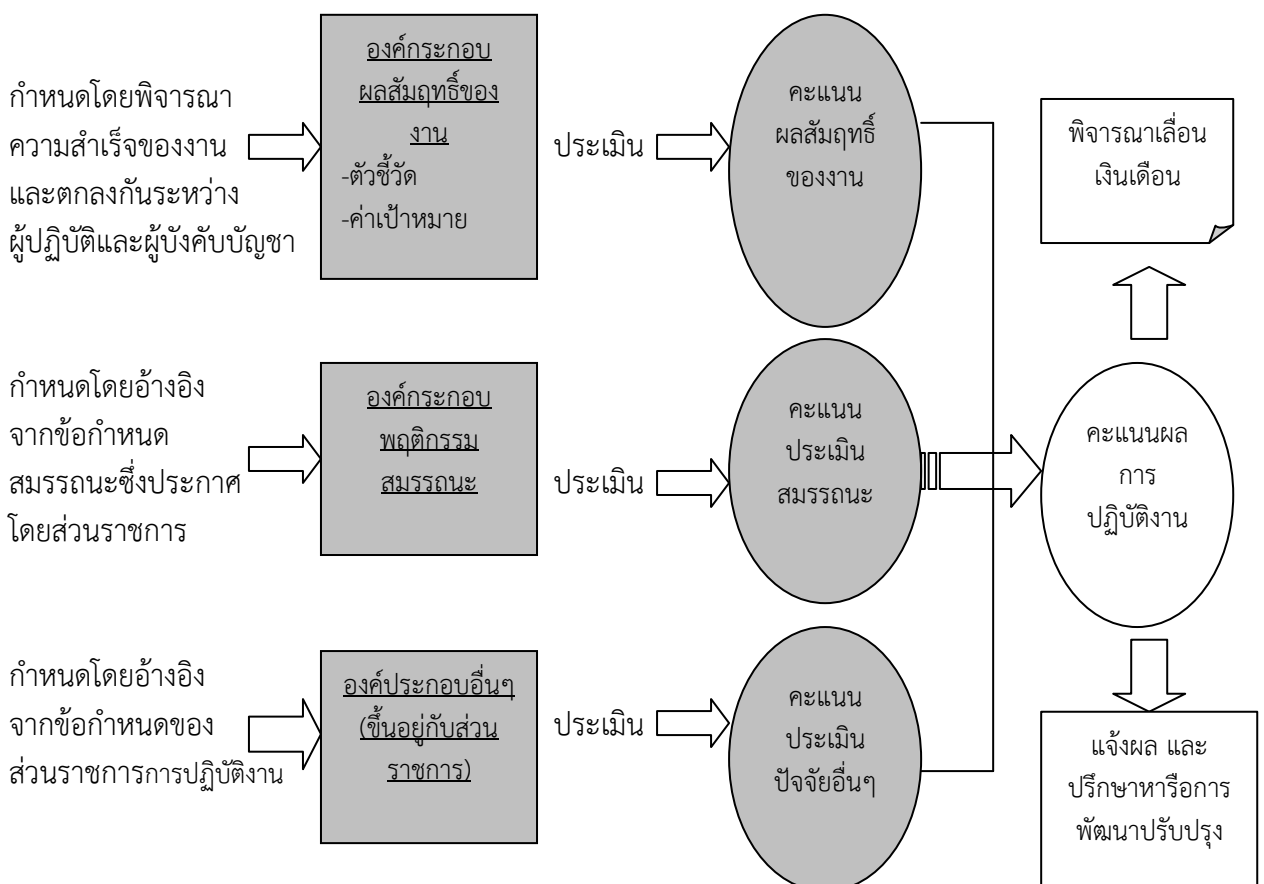 กำหนดโดยพิจารณา
ความสำเร็จของงาน
และตกลงกันระหว่าง
ผู้ปฏิบัติและผู้บังคับบัญชา
องค์กระกอบ
ผลสัมฤทธิ์ของ
งาน
-ตัวชี้วัด
-ค่าเป้าหมาย
ประเมิน
คะแนน
ผลสัมฤทธิ์
ของงาน
พิจารณาเลื่อน
เงินเดือน
กำหนดโดยอ้างอิง
จากข้อกำหนด
สมรรถนะซึ่งประกาศ
โดยส่วนราชการ
องค์กระกอบ
พฤติกรรม
สมรรถนะ
ประเมิน
คะแนน
ประเมิน
สมรรถนะ
คะแนนผล
การ
ปฏิบัติงาน
กำหนดโดยอ้างอิง
จากข้อกำหนดของ
ส่วนราชการการปฏิบัติงาน
องค์ประกอบอื่นๆ
(ขึ้นอยู่กับส่วน
ราชการ)
ประเมิน
คะแนน
ประเมิน
ปัจจัยอื่นๆ
แจ้งผล และ
ปรึกษาหารือการ
พัฒนาปรับปรุง